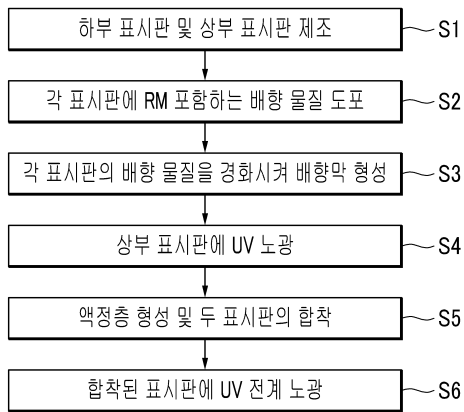 하부 표시판 및 상부 표시판 제조 S1
각 표시판에 RM 포함하는 배향 물질 도포 S2
각 표시판의 배향 물질을 경화시켜 배향막 형성 S3
상부 표시판에 UV 노광 S4
액정층 형성 및 두 표시판의 합착 S5
합착된 표시판에 UV 전계 노광 S6